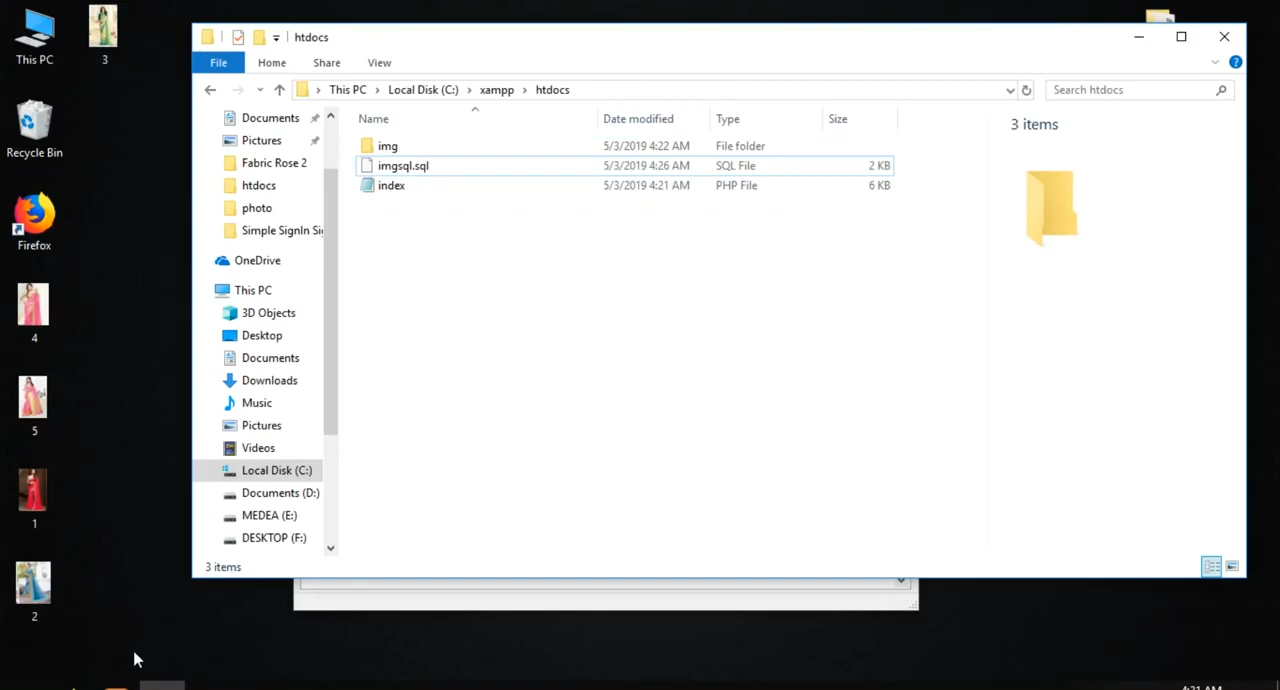 This PC
3
Recycle Bin
Firefox
4
5
1
2
htdocs
File
Home
Share
View
This PC
Local Disk (C:)
xampp
htdocs
Search htdocs
Documents
Pictures
Fabric Rose 2
htdocs
photo
Simple SignIn Si
OneDrive
This PC
3D Objects
Desktop
Documents
Downloads
Music
Pictures
Videos
Local Disk (C:)
Documents (D:)
MEDEA (E:)
DESKTOP (F:)
Name Date modified Type Size
img 5/3/2019 4:22 AM File folder
imgsql.sql 5/3/2019 4:26 AM SQL File 2 KB
index 5/3/2019 4:21 AM PHP File 6 KB
3 items
3 items